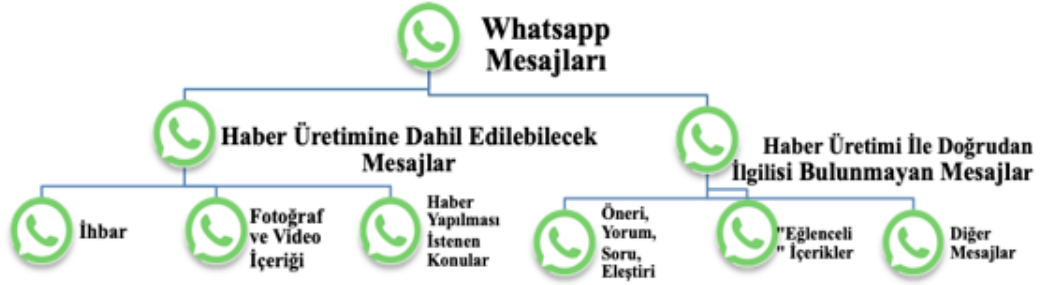 Whatsapp
Mesajları
Haber Üretimine Dahil Edilebilecek
Mesajlar
Haber Üretimi İle Doğrudan
İlgilisi Bulunmayan Mesajlar
İhbar
Fotoğraf
ve Video
İçeriği
Haber
Yapılması
İstenen
Konular
Öneri,
Yorum,
Soru,
Eleştiri
"Eğlenceli
" İçerikler
Diğer
Mesajlar